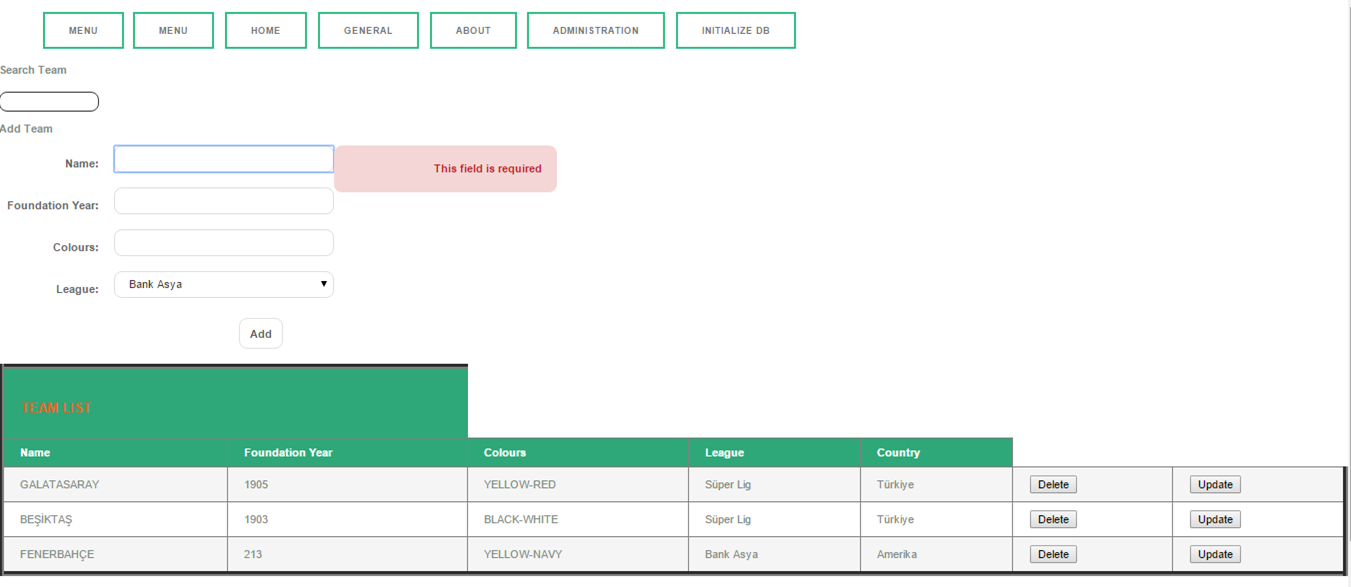 MENU MENU HOME GENERAL ABOUT ADMINISTRATION INITIALIZE DB
Search Team
Add Team
Name: This field is required
Foundation Year:
Colours:
League: Bank Asya
Add
TEAM LIST
Name Foundation Year Colours League Country
GALATASARAY 1905 YELLOW-RED Süper Lig Türkiye Delete Update
BEŞİKTAŞ 1903 BLACK-WHITE Süper Lig Türkiye Delete Update
FENERBAHÇE 213 YELLOW-NAVY Bank Asya Amerika Delete Update